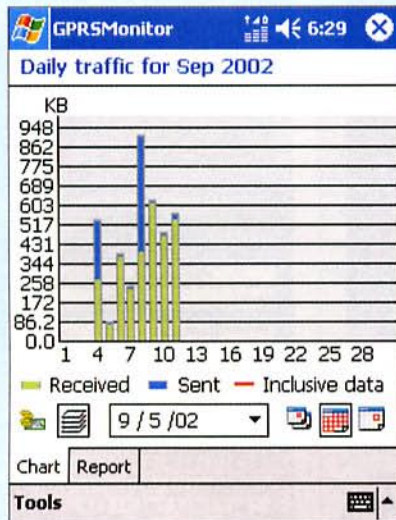 GPRSMonitor 6:29
Daily traffic for Sep 2002
KB
948
862
775
689
603
517
431
344
258
172
86.2
0.0
1 4 7 10 13 16 19 22 25 28
Received Sent Inclusive data
9 / 5 /02
Chart Report
Tools